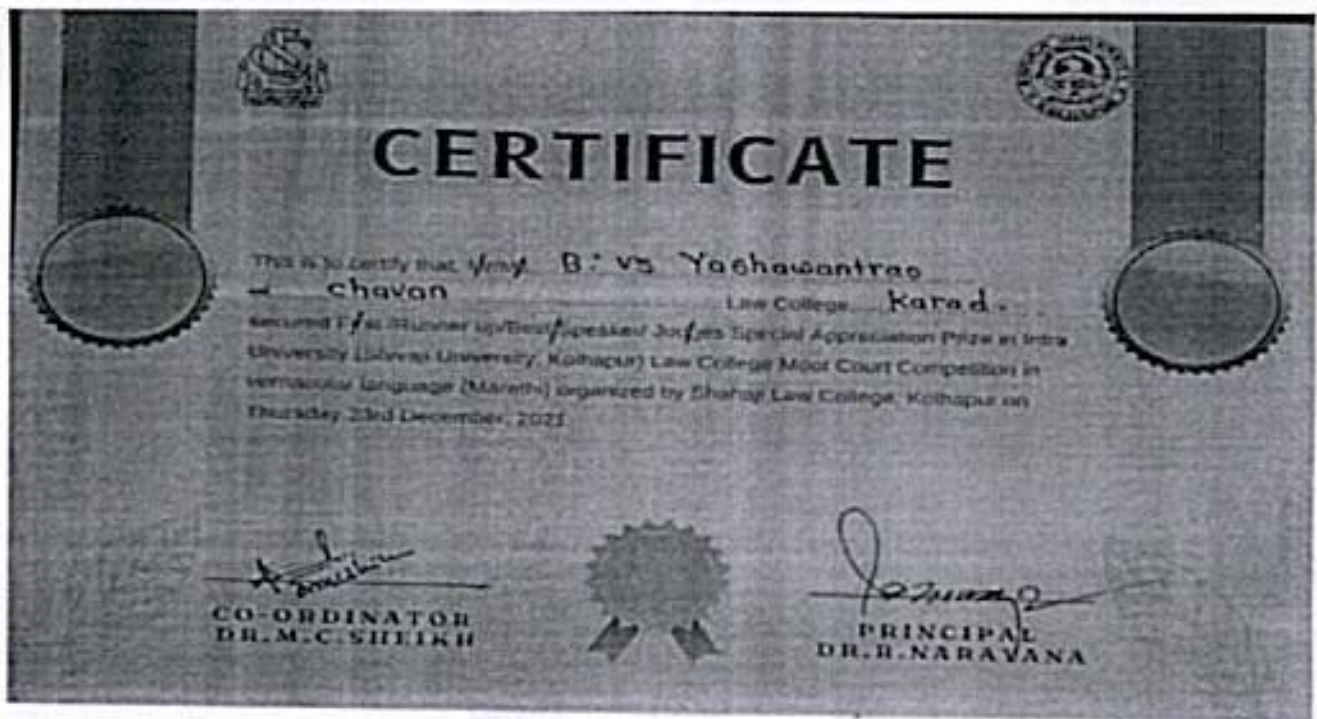 CERTIFICATE
This is to certify that B: vs Yashawantrao
chavan Law College Karad.
secured First/Runner up/Best Speaker/ Judges Special Appreciation Prize at Intra
University (Shivaji University, Kolhapur) Law College Moot Court Competition in
vernacular language (Marathi) organized by Shahaji Law College, Kolhapur on
Thursday 23rd December, 2021
CO-ORDINATOR
DR.M.C.SHEIKH
PRINCIPAL
DR.R.NARAYANA